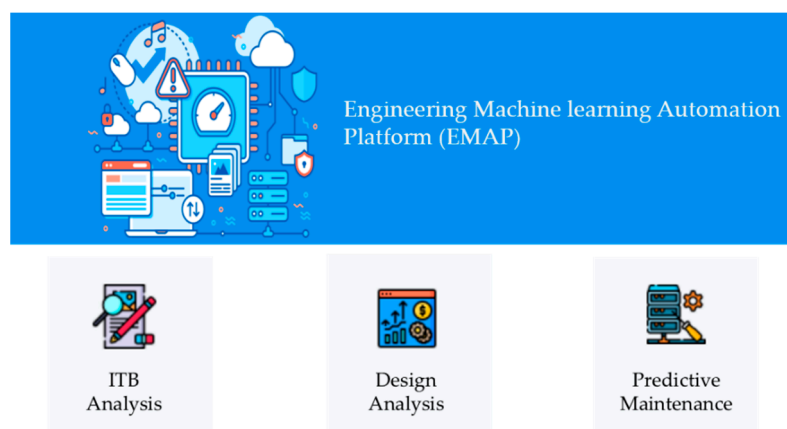 Engineering Machine learning Automation
Platform (EMAP)
ITB
Analysis
Design
Analysis
Predictive
Maintenance